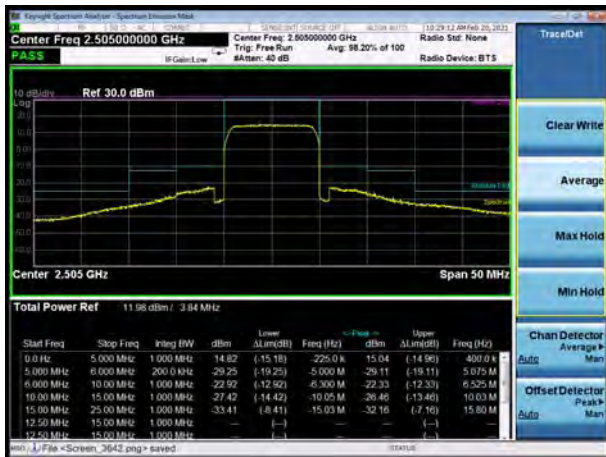 Keysight Spectrum Analyzer - Spectrum Emission Mask
Center Freq 2.505000000 GHz
PASS
IFGain:Low
Center Freq: 2.505000000 GHz
Trig: Free Run
Avg: 98.20% of 100
#Atten: 40 dB
10:29:12 AM Feb 20, 2021
Radio Std: None
Radio Device: BTS
10 dB/div
Ref 30.0 dBm
Log
Center 2.505 GHz
Span 50 MHz
Total Power Ref 11.98 dBm / 3.84 MHz
Lower <-Peak-> Upper
Start Freq Stop Freq Integ BW dBm ΔLim(dB) Freq (Hz) dBm ΔLim(dB) Freq (Hz)
0.0 Hz 5.000 MHz 1.000 MHz 14.82 (-15.18) -225.0 k 15.04 (-14.96) 400.0 k
5.000 MHz 6.000 MHz 200.0 kHz -29.25 (-19.25) -5.000 M -29.11 (-19.11) 5.075 M
6.000 MHz 10.00 MHz 1.000 MHz -22.92 (-12.92) -6.300 M -22.33 (-12.33) 6.525 M
10.00 MHz 15.00 MHz 1.000 MHz -27.42 (-14.42) -10.05 M -26.46 (-13.46) 10.03 M
15.00 MHz 25.00 MHz 1.000 MHz -33.41 (-8.41) -15.03 M -32.16 (-7.16) 15.80 M
12.50 MHz 15.00 MHz 1.000 MHz --- (---) --- (---)
12.50 MHz 15.00 MHz 1.000 MHz --- (---) --- (---)
MSG File <Screen_3642.png> saved
STATUS
Trace/Det
Clear Write
Average
Max Hold
Min Hold
Chan Detector
Average
Auto Man
Offset Detector
Peak
Auto Man